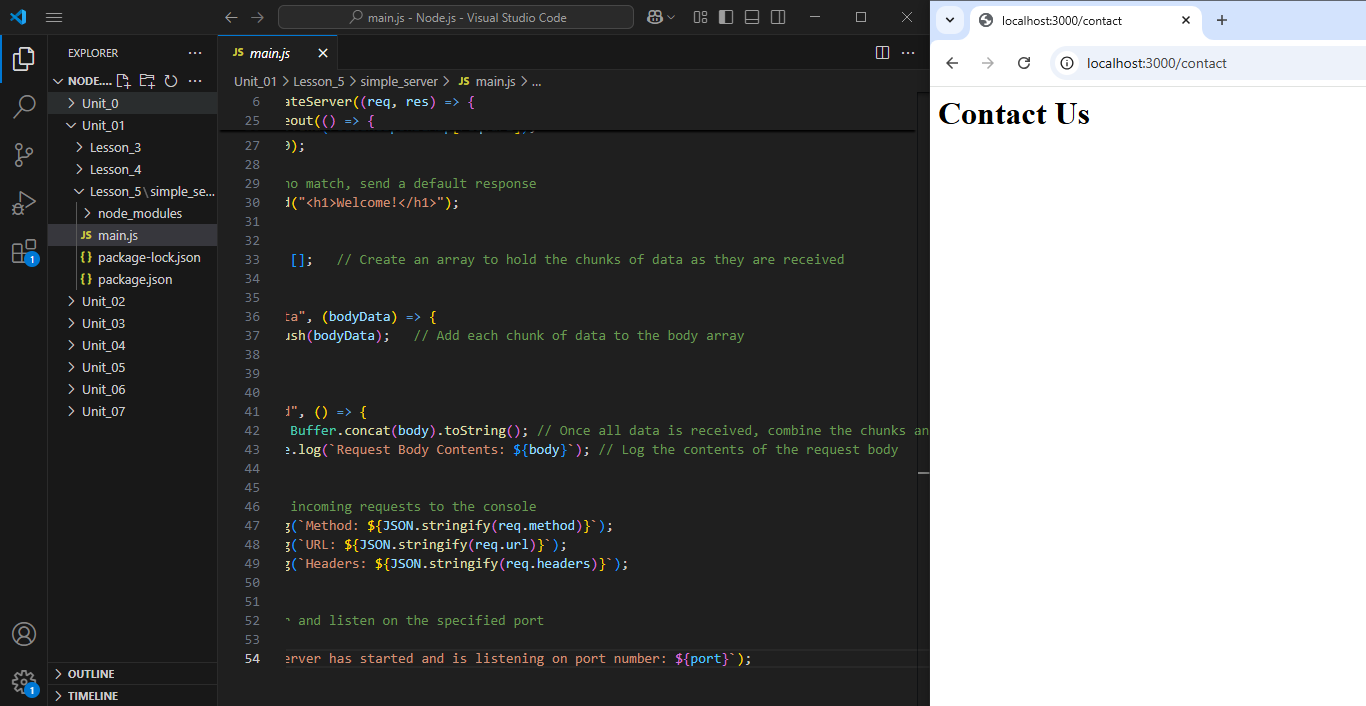 main.js - Node.js - Visual Studio Code
EXPLORER
NODE....
Unit_0
Unit_01
Lesson_3
Lesson_4
Lesson_5\simple_se...
node_modules
JS main.js
{} package-lock.json
{} package.json
Unit_02
Unit_03
Unit_04
Unit_05
Unit_06
Unit_07
OUTLINE
TIMELINE
1
1
JS main.js
Unit_01 > Lesson_5 > simple_server > JS main.js > ...
6 ateServer((req, res) => {
25 eout(() => {
27 0);
28
29 no match, send a default response
30 d("<h1>Welcome!</h1>");
31
32
33 []; // Create an array to hold the chunks of data as they are received
34
35
36 ta", (bodyData) => {
37 ush(bodyData); // Add each chunk of data to the body array
38
39
40
41 d", () => {
42 Buffer.concat(body).toString(); // Once all data is received, combine the chunks an
43 e.log(`Request Body Contents: ${body}`); // Log the contents of the request body
44
45
46 incoming requests to the console
47 g(`Method: ${JSON.stringify(req.method)}`);
48 g(`URL: ${JSON.stringify(req.url)}`);
49 g(`Headers: ${JSON.stringify(req.headers)}`);
50
51
52 r and listen on the specified port
53
54 erver has started and is listening on port number: ${port}`);
localhost:3000/contact
localhost:3000/contact
Contact Us